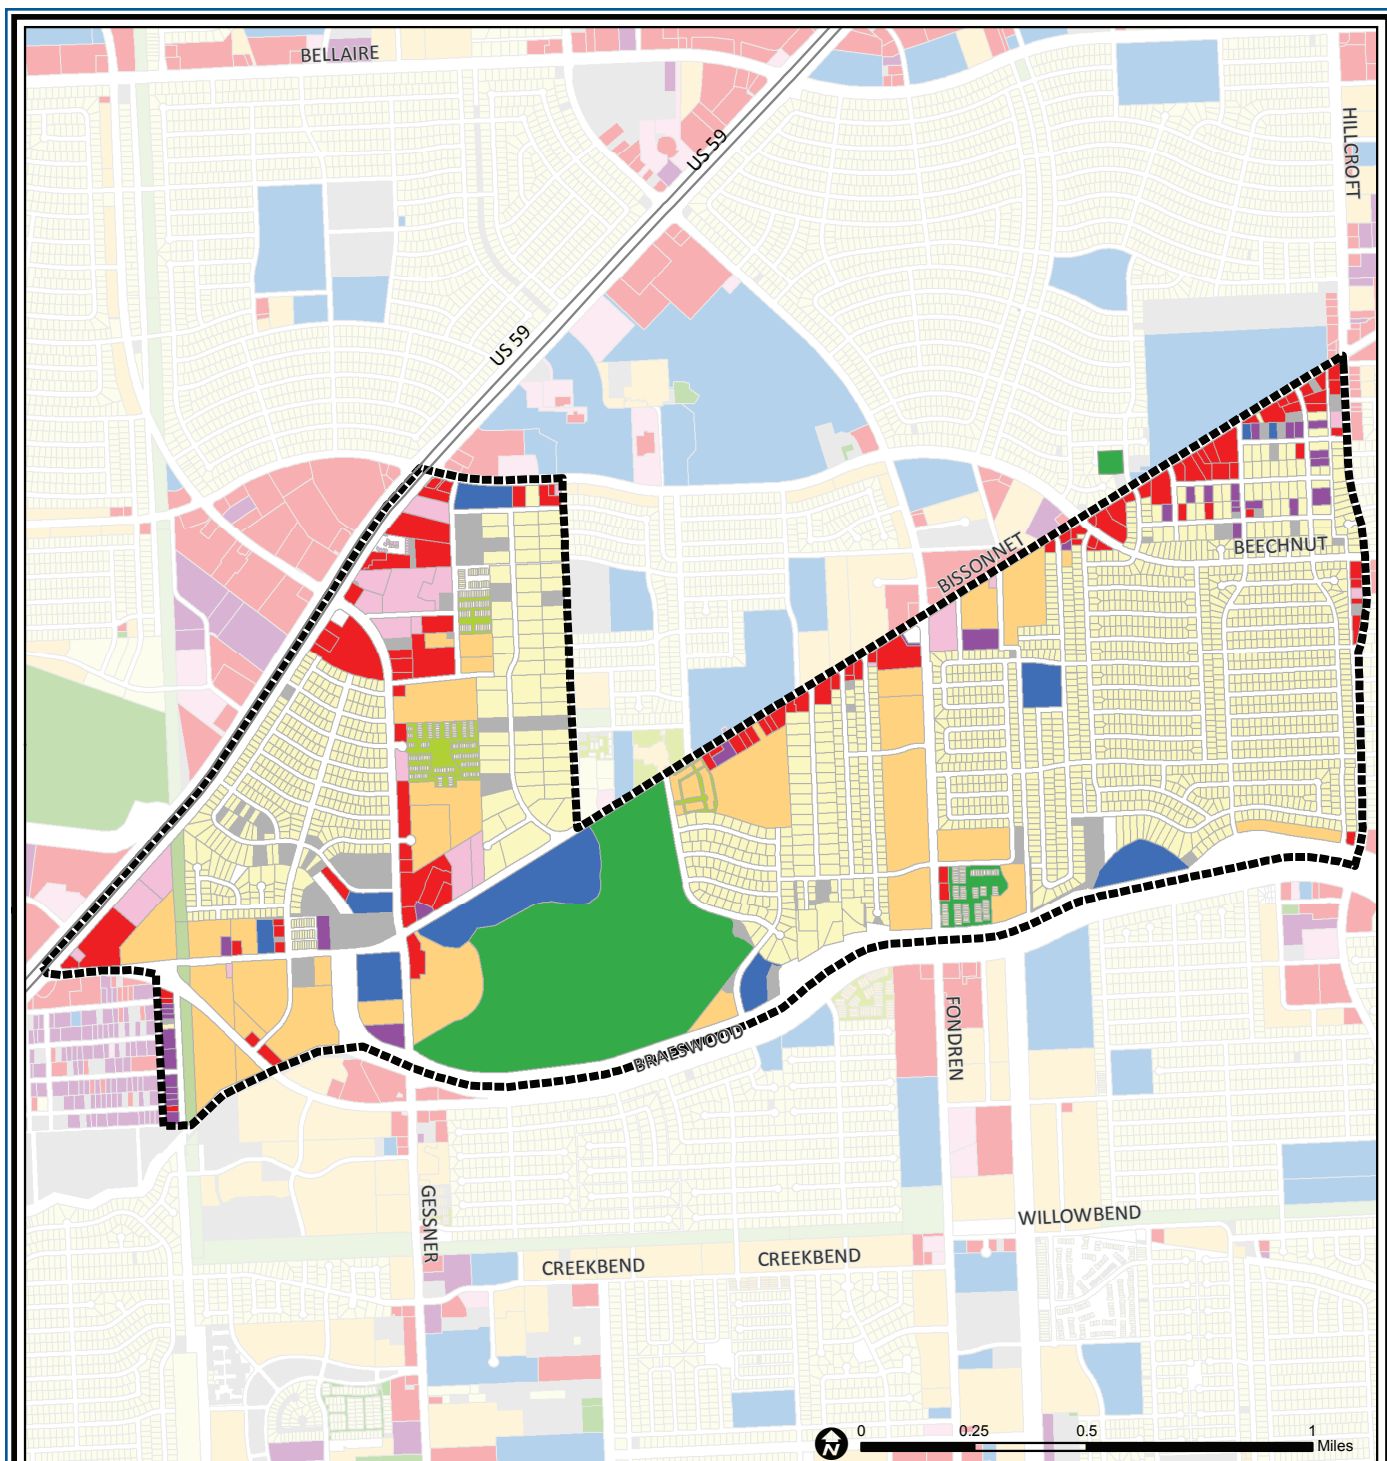 BELLAIRE
US 59
HILLCROFT
US 59
BISSONNET
BEECHNUT
BRAESWOOD
FONDREN
GESSNER
WILLOWBEND
CREEKBEND
CREEKBEND
N
0 0.25 0.5 1
Miles